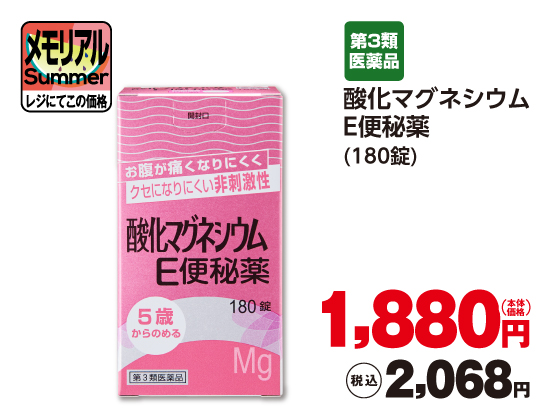 メモリアル
Summer
レジにてこの価格
第3類
医薬品
酸化マグネシウム
E便秘薬
(180錠)
開封口
お腹が痛くなりにくく
クセになりにくい非刺激性
酸化マグネシウム
E便秘薬
180錠
5歳
からのめる
Mg
第3類医薬品
1,880円(本体価格)
税込2,068円